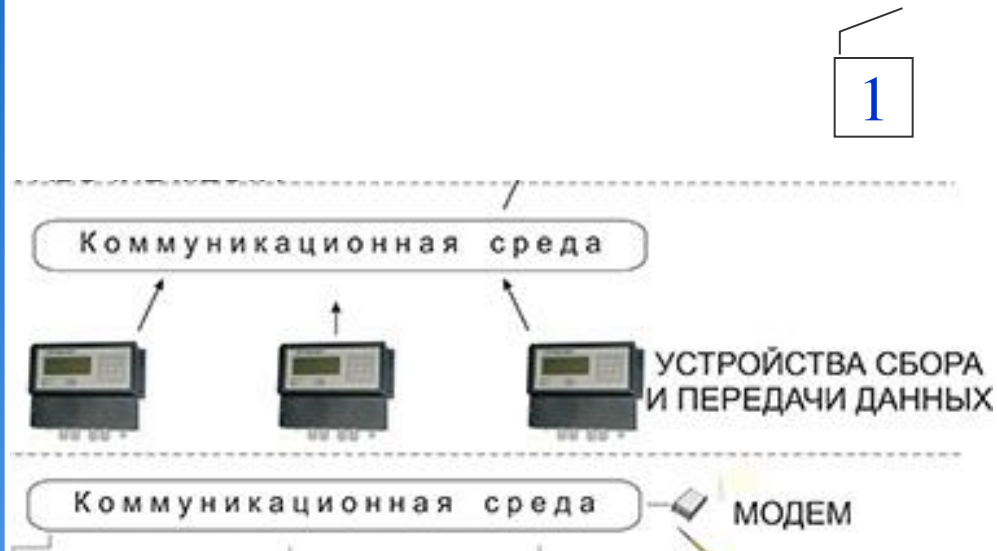 1
Коммуникационная среда
УСТРОЙСТВА СБОРА
И ПЕРЕДАЧИ ДАННЫХ
Коммуникационная среда
МОДЕМ